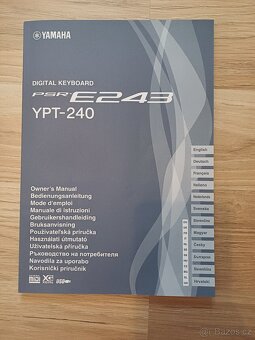 YAMAHA
DIGITAL KEYBOARD
PSR E243
YPT-240
Owner's Manual
Bedienungsanleitung
Mode d'emploi
Manuale di istruzioni
Gebruikershandleiding
Bruksanvisning
Používateľská príručka
Használati útmutató
Uživatelská příručka
Ръководство на потребителя
Navodila za uporabo
Korisnički priručnik
English
Deutsch
Français
Italiano
Nederlands
Svenska
Slovenčina
Magyar
Česky
Български
Slovenščina
Hrvatski